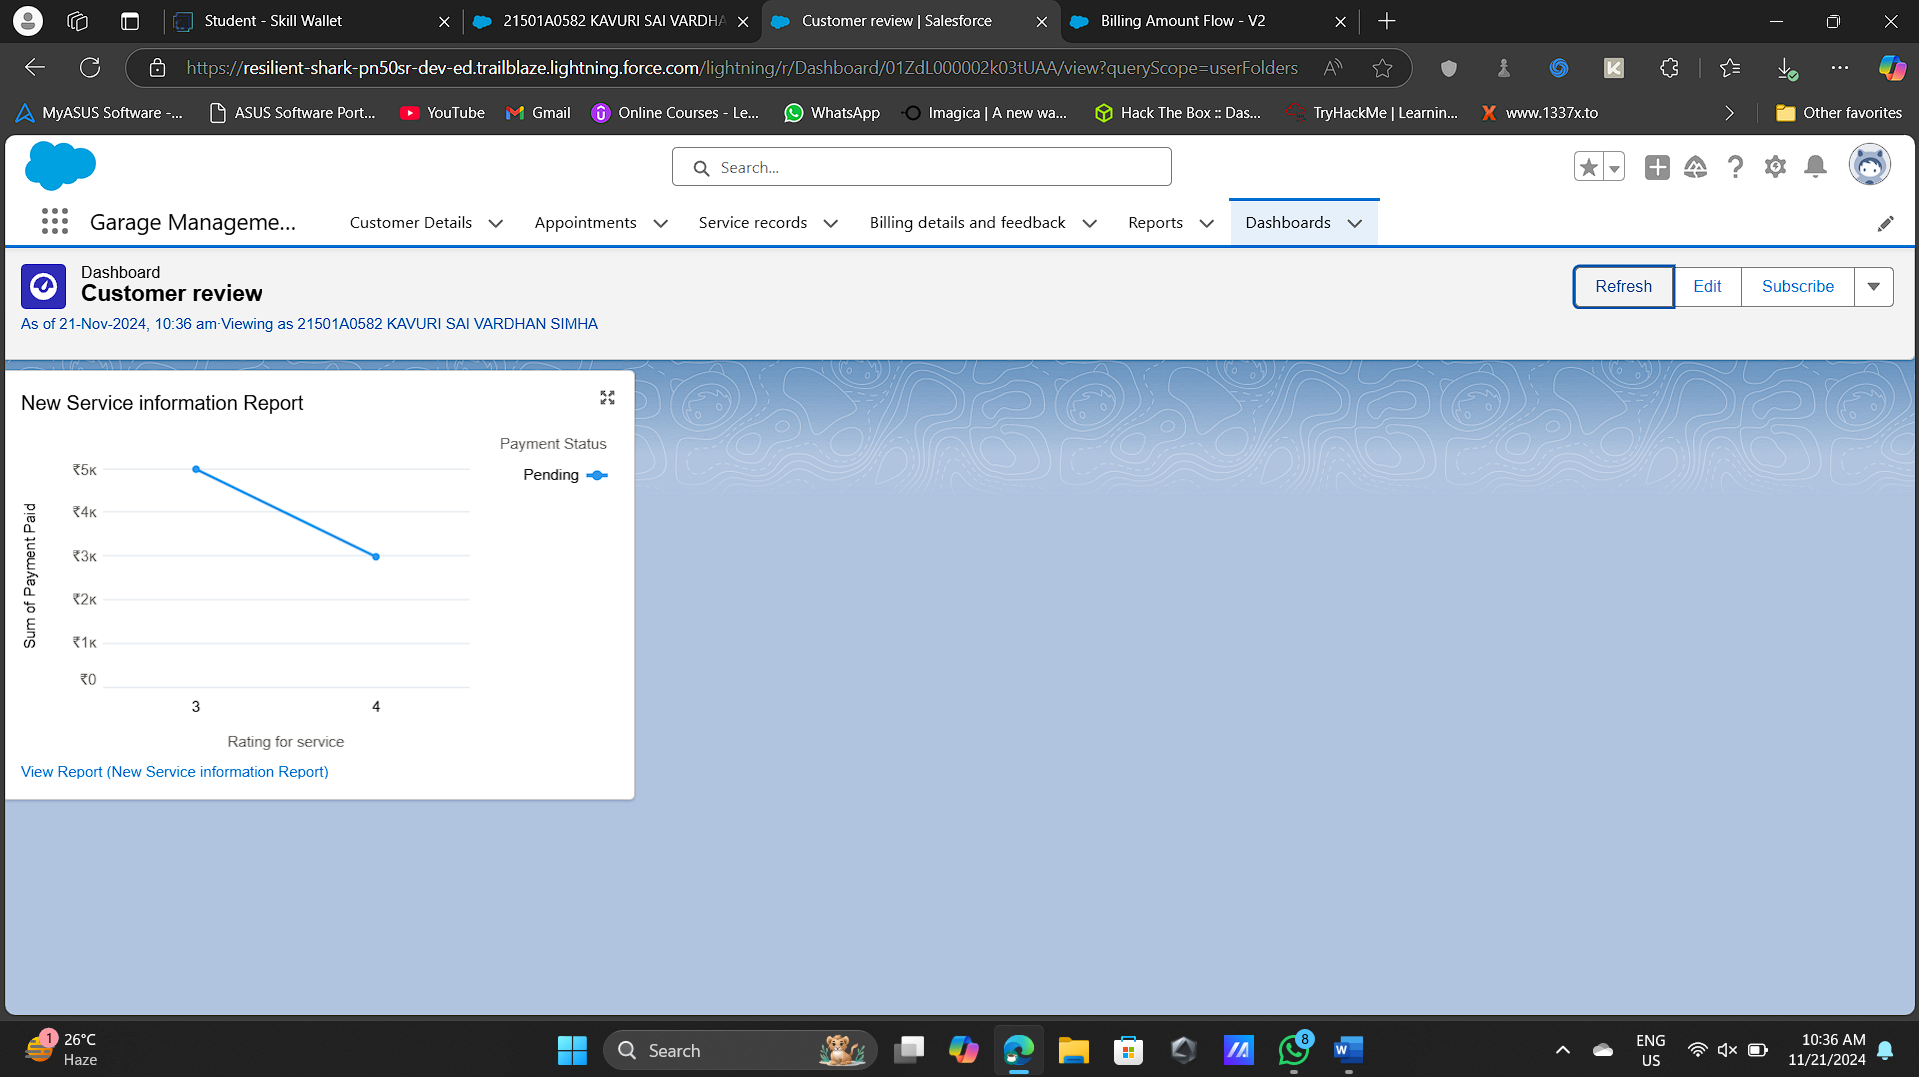 Student - Skill Wallet
21501A0582 KAVURI SAI VARDHA
Customer review | Salesforce
Billing Amount Flow - V2
https://resilient-shark-pn50sr-dev-ed.trailblaze.lightning.force.com/lightning/r/Dashboard/01ZdL000002k03tUAA/view?queryScope=userFolders
MyASUS Software -...
ASUS Software Port...
YouTube
Gmail
Online Courses - Le...
WhatsApp
Imagica | A new wa...
Hack The Box :: Das...
TryHackMe | Learnin...
www.1337x.to
Other favorites
Search...
Garage Manageme...
Customer Details
Appointments
Service records
Billing details and feedback
Reports
Dashboards
Dashboard
Customer review
As of 21-Nov-2024, 10:36 am·Viewing as 21501A0582 KAVURI SAI VARDHAN SIMHA
Refresh
Edit
Subscribe
New Service information Report
Payment Status
Pending
Sum of Payment Paid
₹5K
₹4K
₹3K
₹2K
₹1K
₹0
3
4
Rating for service
View Report (New Service information Report)
1
26°C
Haze
Search
8
ENG
US
10:36 AM
11/21/2024